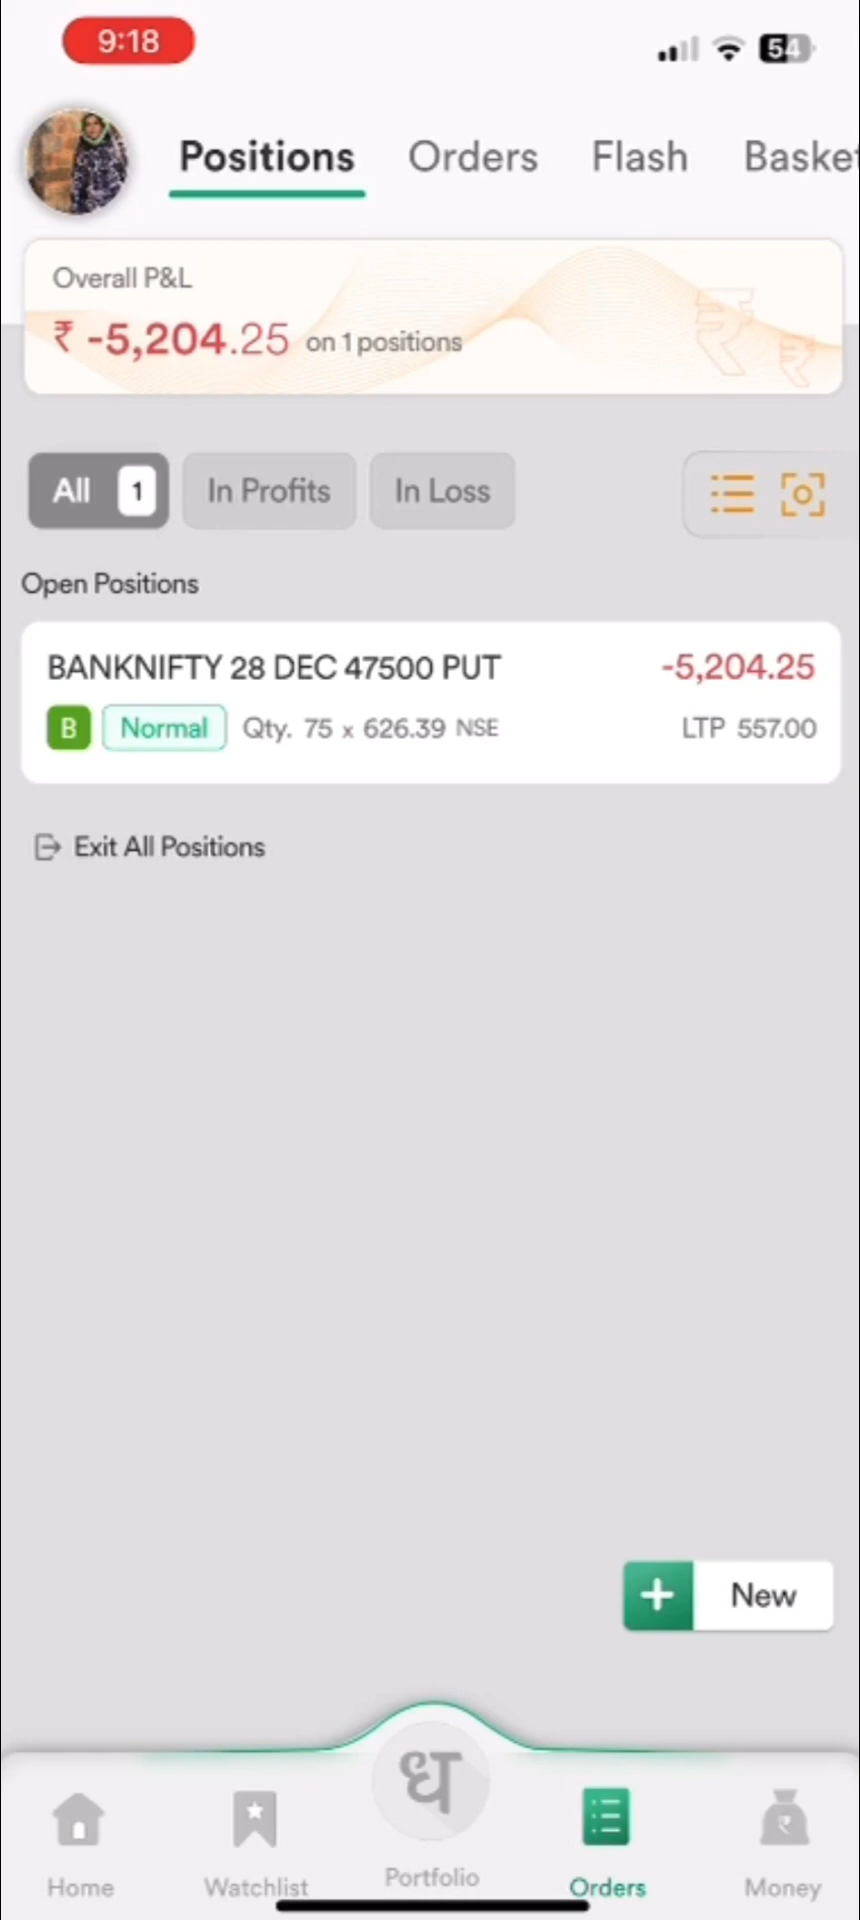 9:18
54
Positions Orders Flash Basket
Overall P&L
₹ -5,204.25 on 1 positions
All 1 In Profits In Loss
Open Positions
BANKNIFTY 28 DEC 47500 PUT -5,204.25
B Normal Qty. 75 x 626.39 NSE LTP 557.00
Exit All Positions
+ New
ध
Home Watchlist Portfolio Orders Money